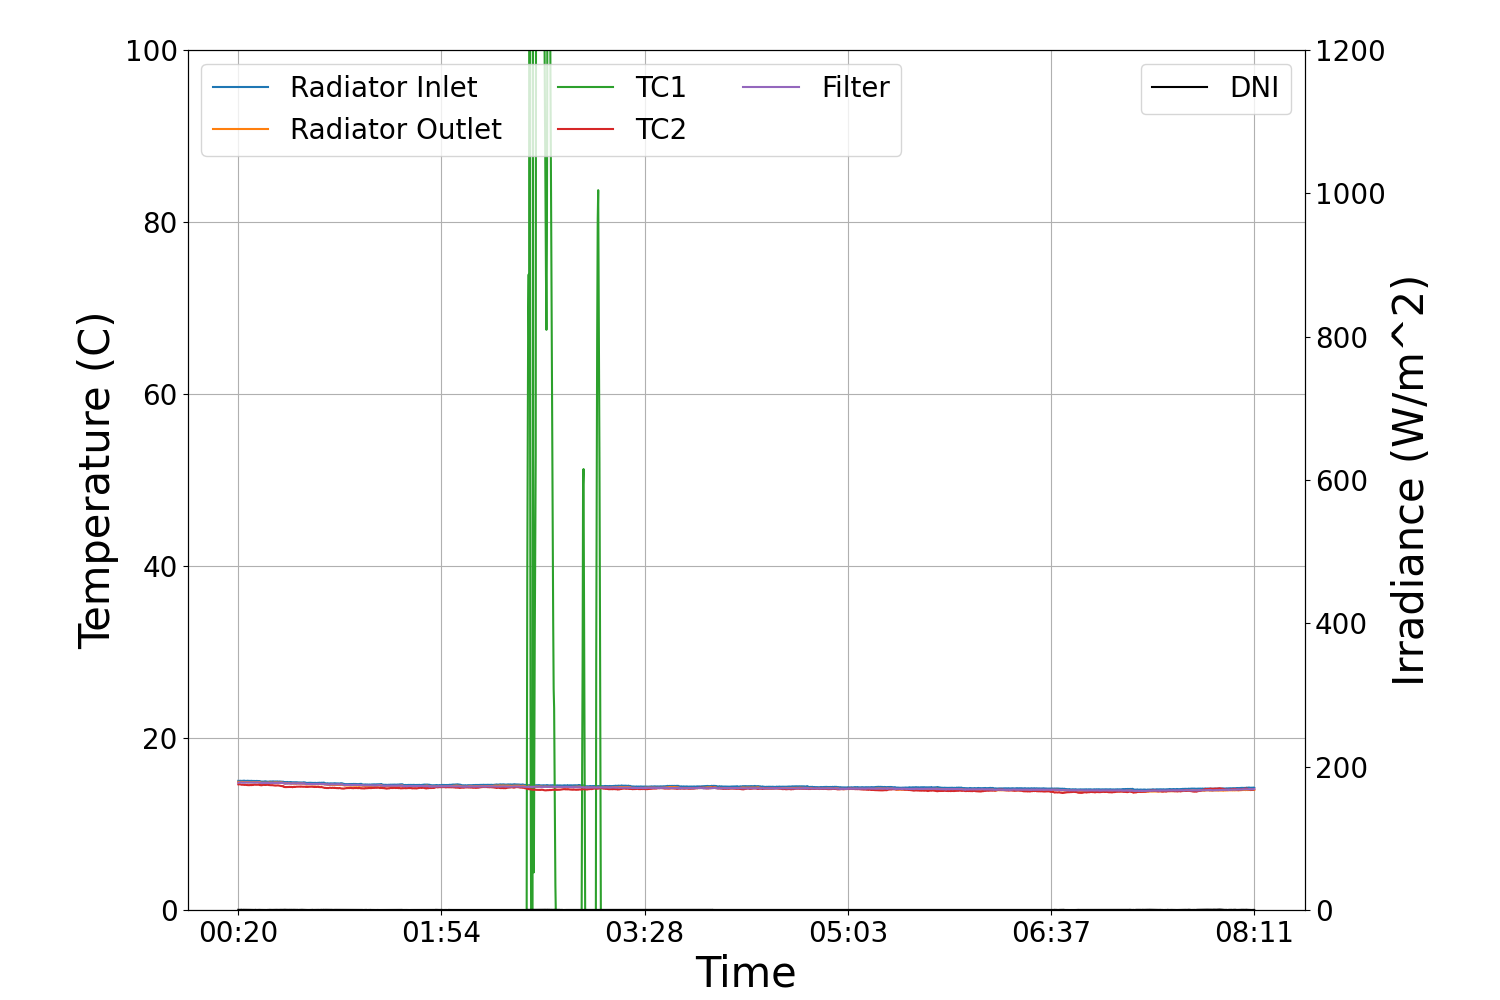 100
80
60
40
20
0
Temperature (C)
Radiator Inlet
Radiator Outlet
TC1
TC2
Filter
DNI
1200
1000
800
600
400
200
0
Irradiance (W/m^2)
00:20 01:54 03:28 05:03 06:37 08:11
Time